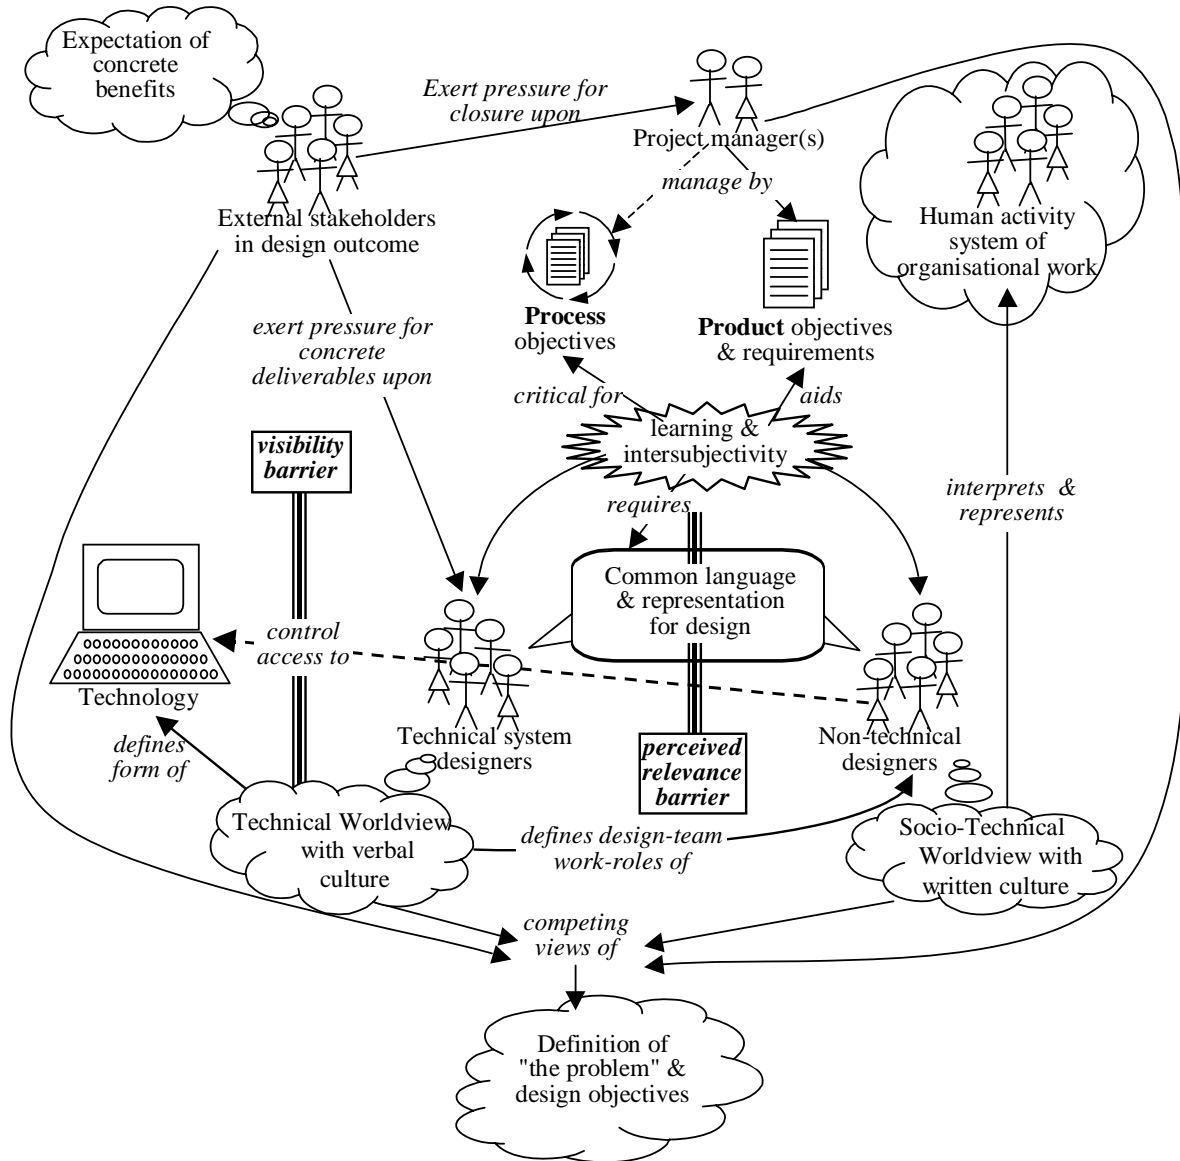 Expectation of
concrete
benefits
Exert pressure for
closure upon
Project manager(s)
manage by
External stakeholders
in design outcome
Human activity
system of
organisational work
Process
objectives
Product objectives
& requirements
exert pressure for
concrete
deliverables upon
critical for
aids
learning &
intersubjectivity
visibility
barrier
requires
interprets &
represents
Common language
& representation
for design
control
access to
Technology
Technical system
designers
Non-technical
designers
perceived
relevance
barrier
defines
form of
Technical Worldview
with verbal
culture
defines design-team
work-roles of
Socio-Technical
Worldview with
written culture
competing
views of
Definition of
"the problem" &
design objectives